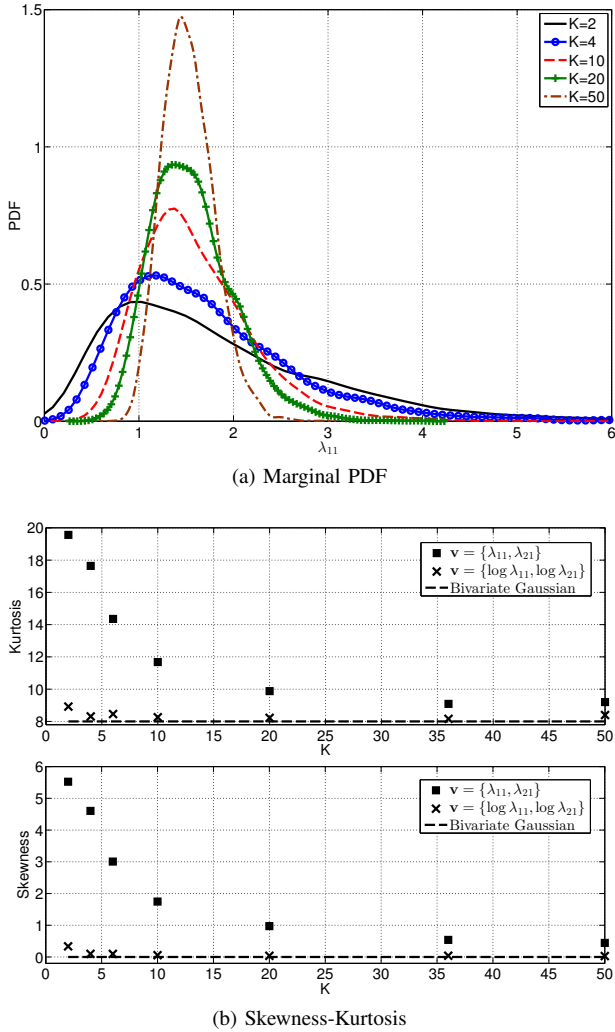 1.5
1
0.5
0
PDF
K=2
K=4
K=10
K=20
K=50
0 1 2 3 4 5 6
λ₁₁
(a) Marginal PDF
20
18
16
14
12
10
8
Kurtosis
v = {λ₁₁, λ₂₁}
v = {log λ₁₁, log λ₂₁}
Bivariate Gaussian
0 5 10 15 20 25 30 35 40 45 50
K
6
5
4
3
2
1
0
Skewness
v = {λ₁₁, λ₂₁}
v = {log λ₁₁, log λ₂₁}
Bivariate Gaussian
0 5 10 15 20 25 30 35 40 45 50
K
(b) Skewness-Kurtosis